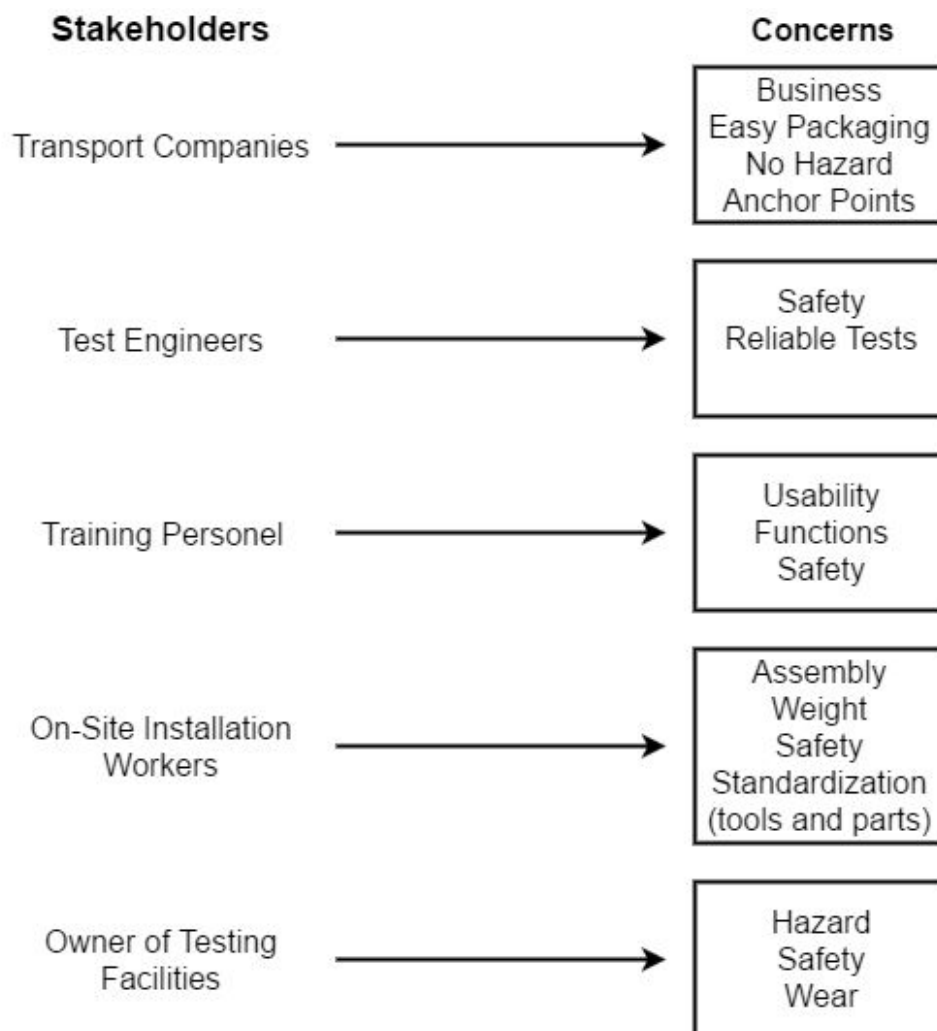 Stakeholders
Concerns
Transport Companies
Business
Easy Packaging
No Hazard
Anchor Points
Test Engineers
Safety
Reliable Tests
Training Personel
Usability
Functions
Safety
On-Site Installation
Workers
Assembly
Weight
Safety
Standardization
(tools and parts)
Owner of Testing
Facilities
Hazard
Safety
Wear